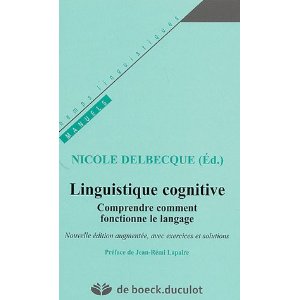 champs linguistiques
MANUELS
NICOLE DELBECQUE (Éd.)
Linguistique cognitive
Comprendre comment
fonctionne le langage
Nouvelle édition augmentée, avec exercices et solutions
Préface de Jean-Rémi Lapaire
de boeck.duculot